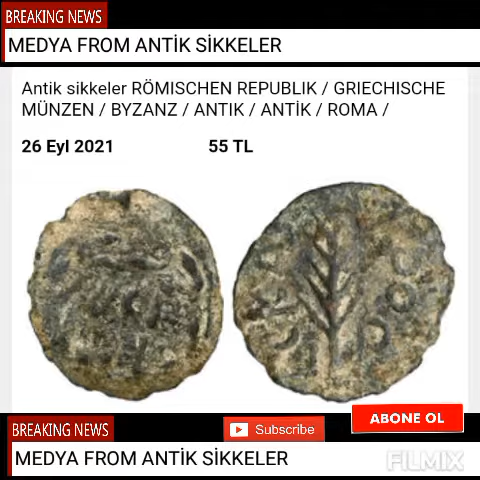 BREAKING NEWS
MEDYA FROM ANTİK SİKKELER
Antik sikkeler RÖMISCHEN REPUBLIK / GRIECHISCHE
MÜNZEN / BYZANZ / ANTIK / ANTİK / ROMA /
26 Eyl 2021 55 TL
ABONE OL
BREAKING NEWS
Subscribe
MEDYA FROM ANTİK SİKKELER
FILMIX